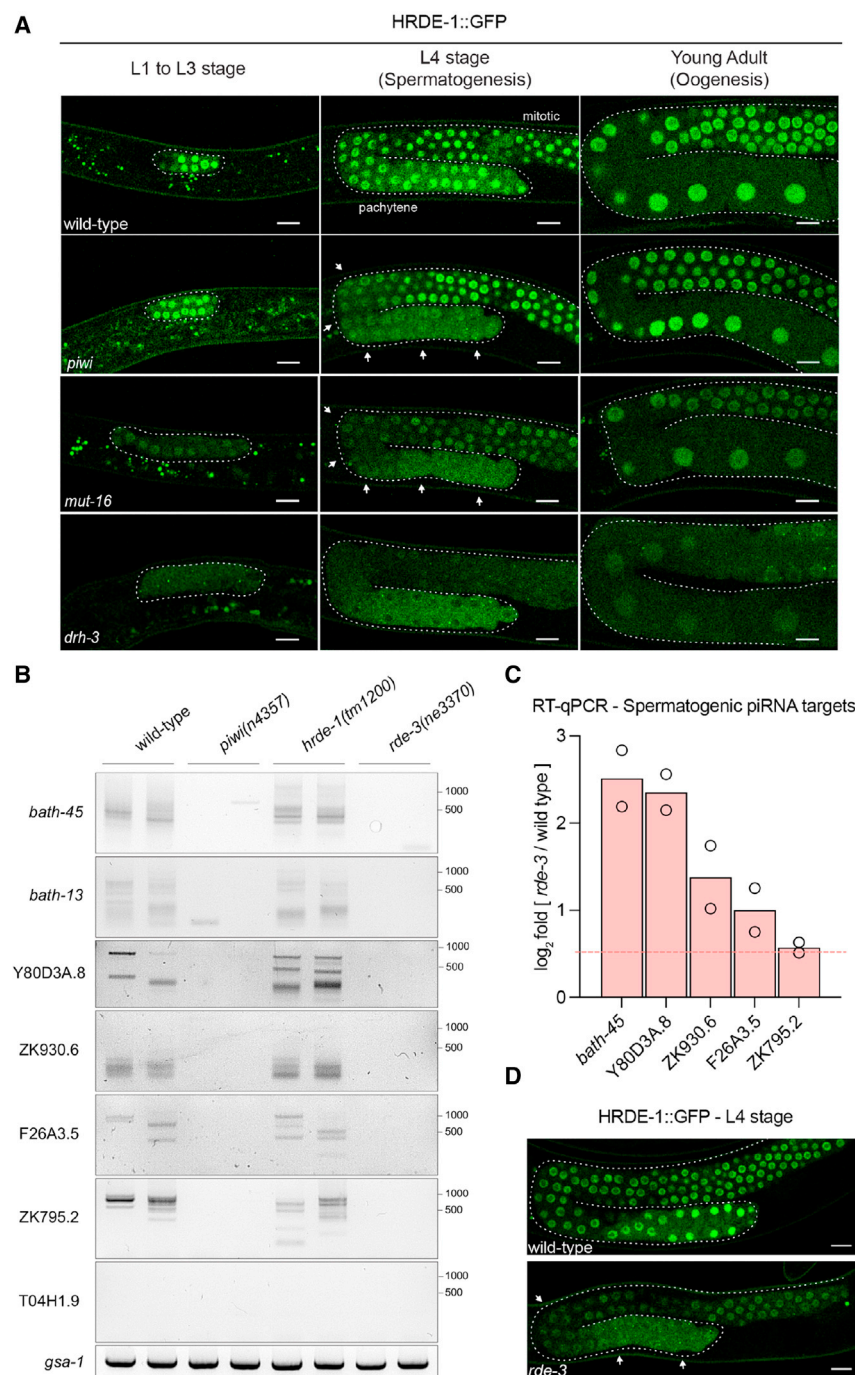 A
HRDE-1::GFP
L1 to L3 stage
L4 stage
(Spermatogenesis)
Young Adult
(Oogenesis)
mitotic
pachytene
wild-type
piwi
mut-16
drh-3
B
wild-type
piwi(n4357)
hrde-1(tm1200)
rde-3(ne3370)
bath-45
1000
500
bath-13
1000
500
Y80D3A.8
1000
500
ZK930.6
1000
500
F26A3.5
1000
500
ZK795.2
1000
500
T04H1.9
1000
500
gsa-1
C
RT-qPCR - Spermatogenic piRNA targets
log2 fold [ rde-3 / wild type ]
3
2
1
0
bath-45
Y80D3A.8
ZK930.6
F26A3.5
ZK795.2
D
HRDE-1::GFP - L4 stage
wild-type
rde-3